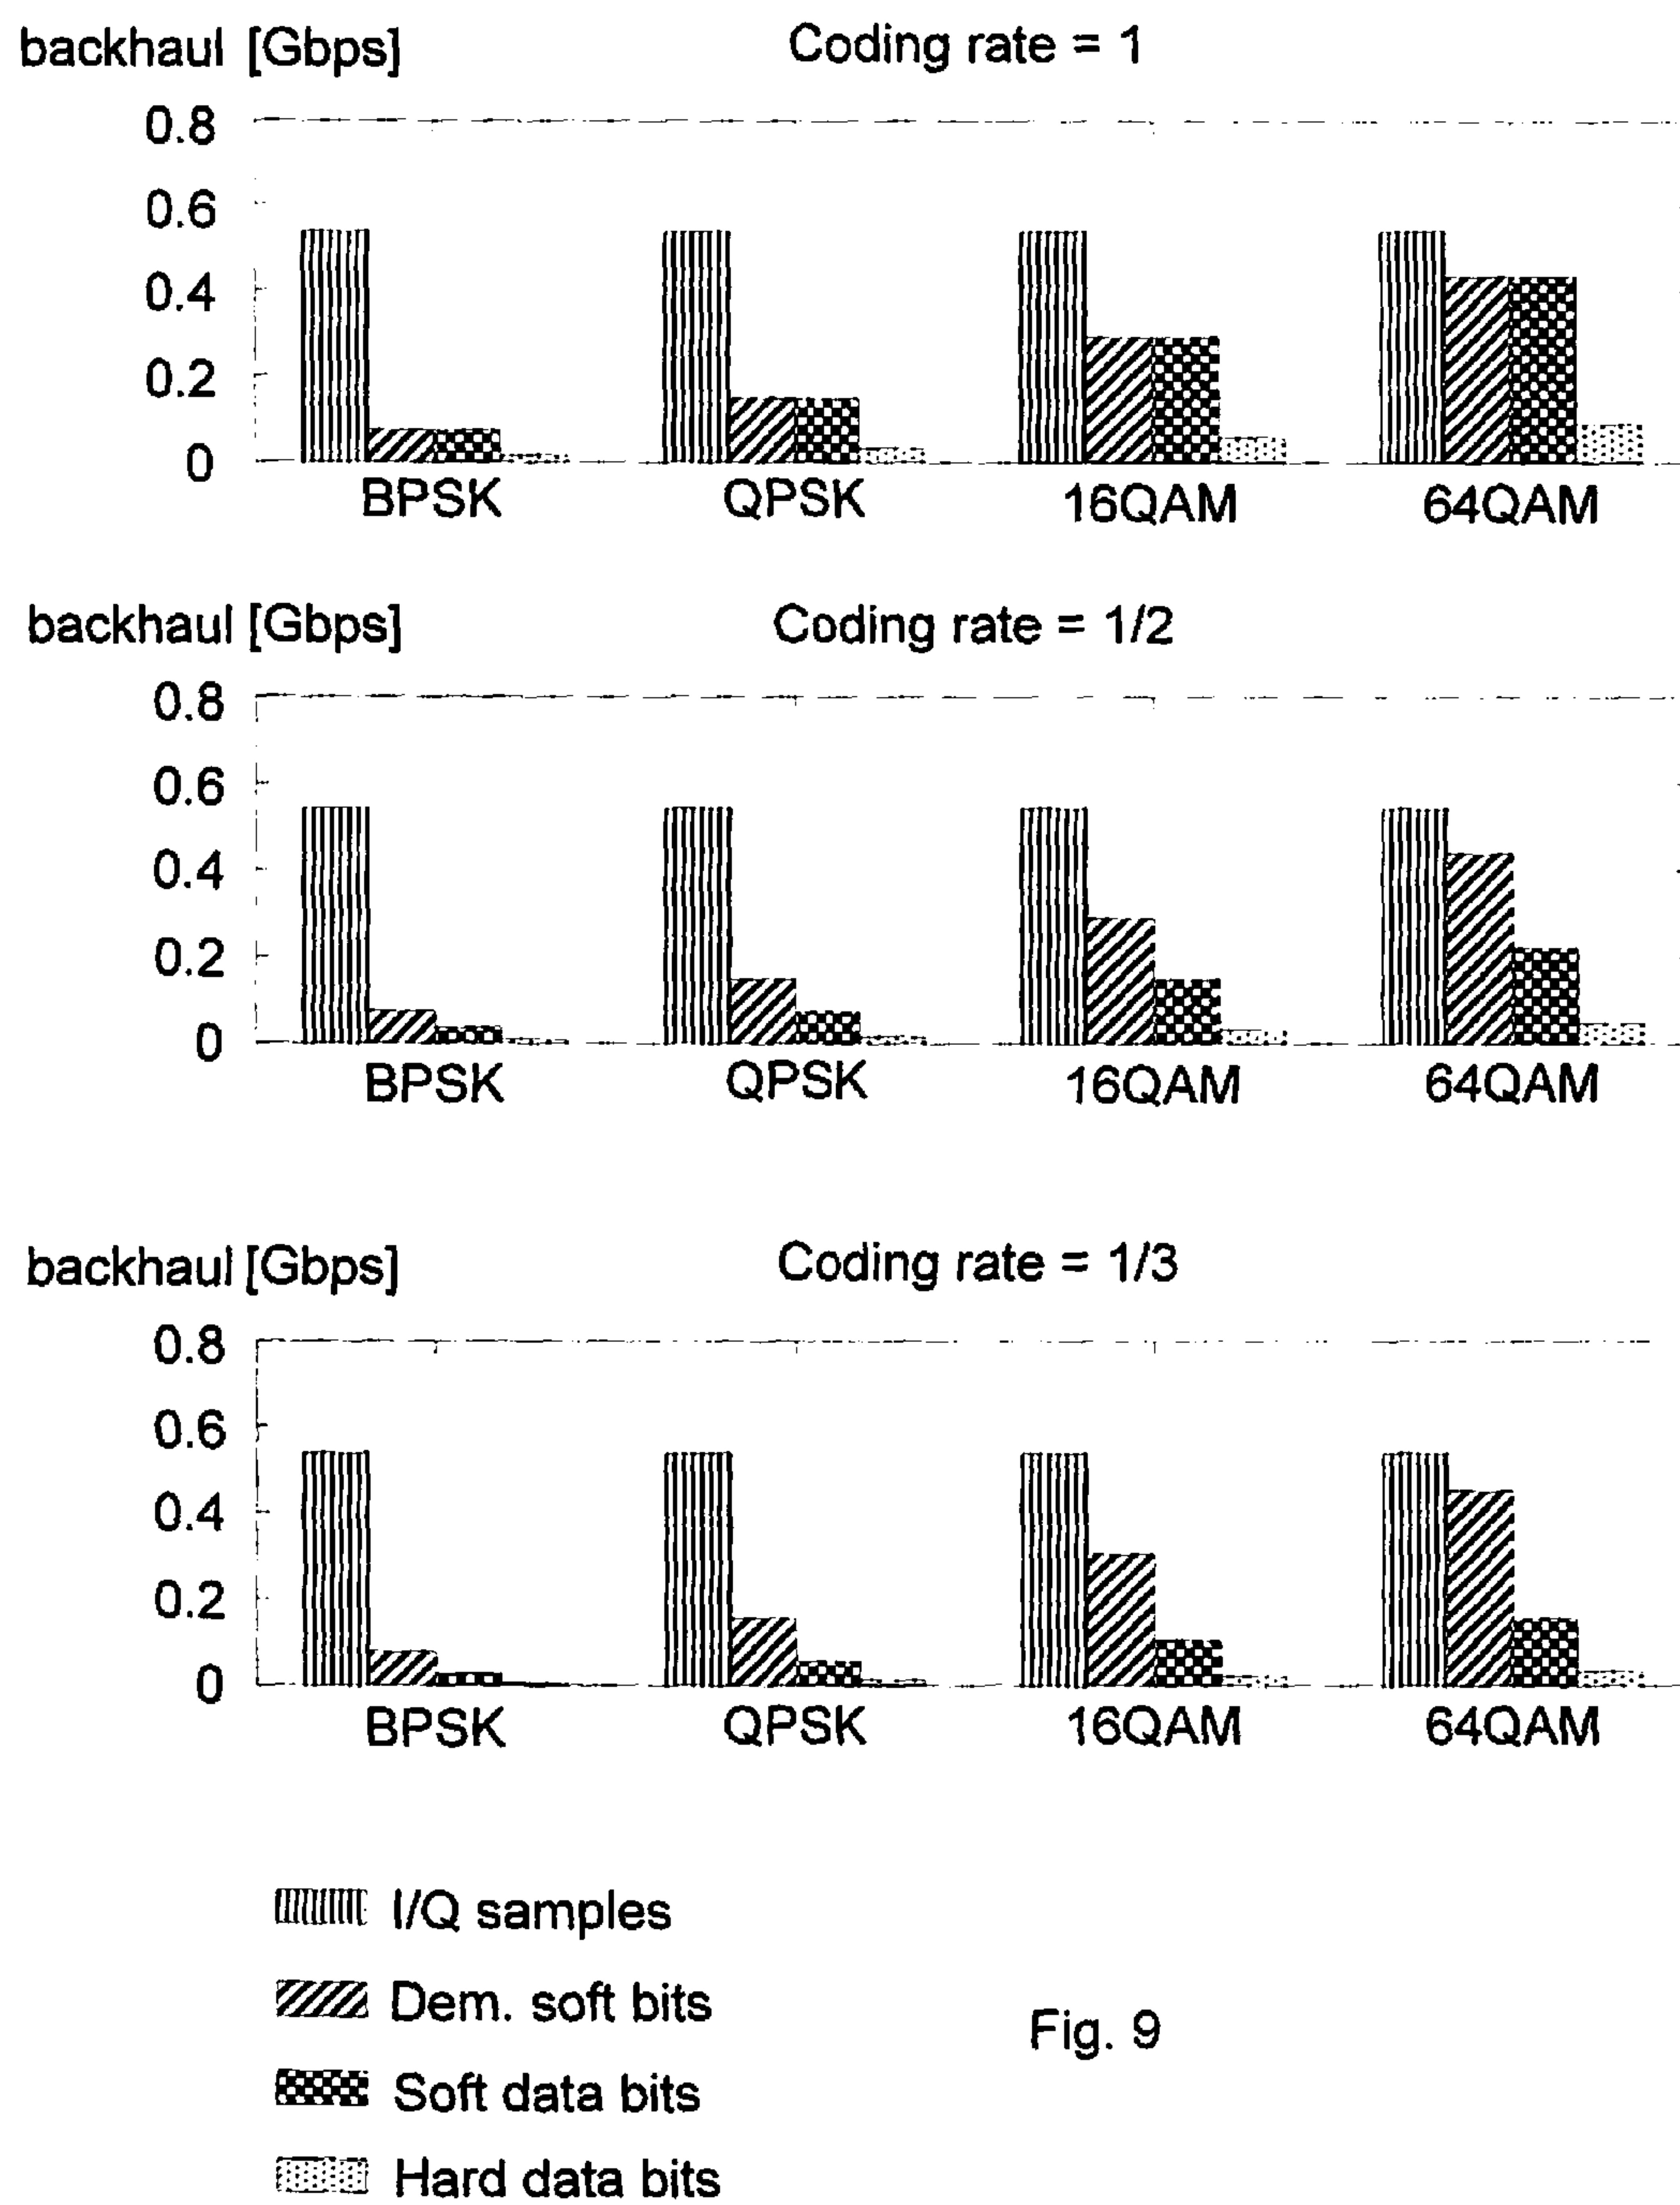 backhaul [Gbps]
Coding rate = 1
0.8
0.6
0.4
0.2
0
BPSK QPSK 16QAM 64QAM
backhaul [Gbps]
Coding rate = 1/2
0.8
0.6
0.4
0.2
0
BPSK QPSK 16QAM 64QAM
backhaul [Gbps]
Coding rate = 1/3
0.8
0.6
0.4
0.2
0
BPSK QPSK 16QAM 64QAM
I/Q samples
Dem. soft bits
Soft data bits
Hard data bits
Fig. 9